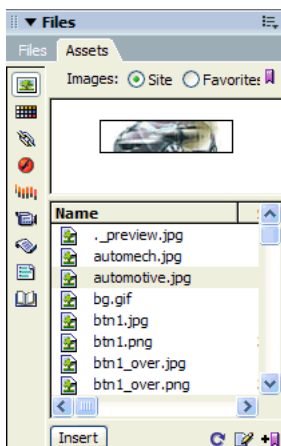 Files
Files Assets
Images: Site Favorites
Name
._preview.jpg
automech.jpg
automotive.jpg
bg.gif
btn1.jpg
btn1.png
btn1_over.jpg
btn1_over.png
Insert